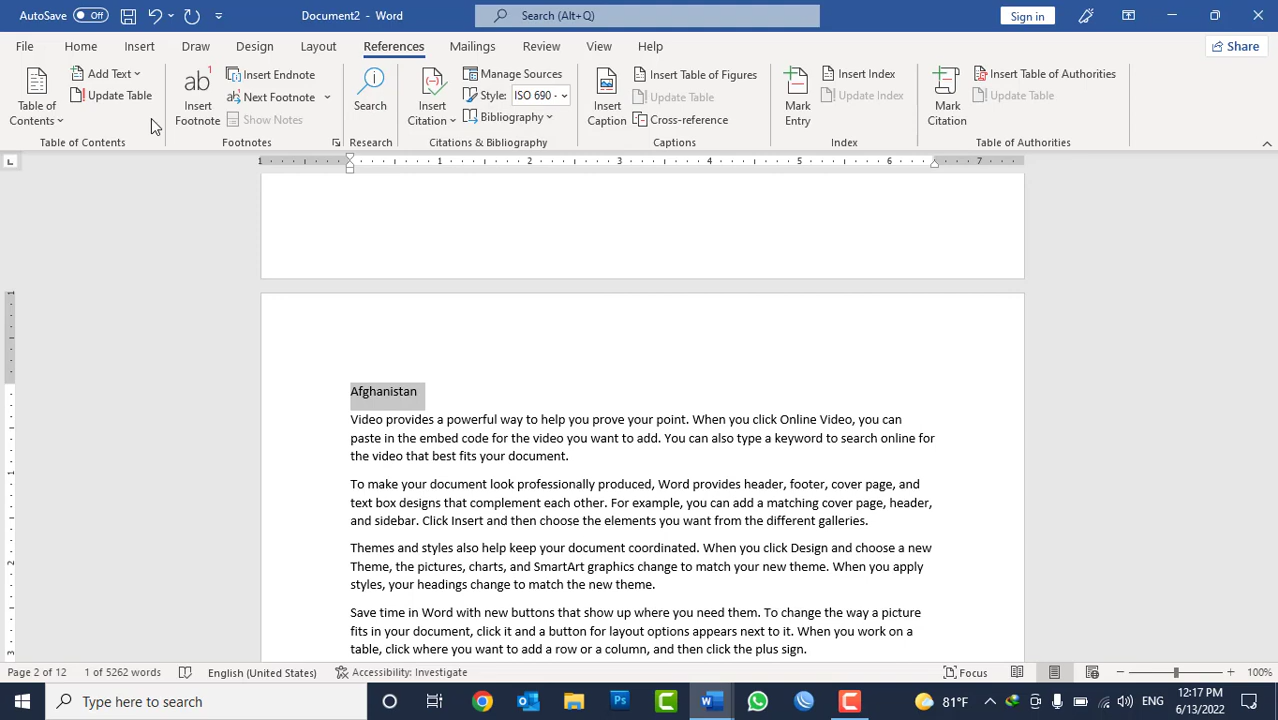 AutoSave Off Document2 - Word Search (Alt+Q) Sign in
File Home Insert Draw Design Layout References Mailings Review View Help Share
Table of Contents
Add Text
Update Table
Table of Contents
ab1
Insert Footnote
Insert Endnote
Next Footnote
Show Notes
Footnotes
Search
Research
Insert Citation
Manage Sources
Style: ISO 690 -
Bibliography
Citations & Bibliography
Insert Caption
Insert Table of Figures
Update Table
Cross-reference
Captions
Mark Entry
Insert Index
Update Index
Index
Mark Citation
Insert Table of Authorities
Update Table
Table of Authorities
1 1 2 3 4 5 6 7
1
1
2
3
Afghanistan
Video provides a powerful way to help you prove your point. When you click Online Video, you can
paste in the embed code for the video you want to add. You can also type a keyword to search online for
the video that best fits your document.
To make your document look professionally produced, Word provides header, footer, cover page, and
text box designs that complement each other. For example, you can add a matching cover page, header,
and sidebar. Click Insert and then choose the elements you want from the different galleries.
Themes and styles also help keep your document coordinated. When you click Design and choose a new
Theme, the pictures, charts, and SmartArt graphics change to match your new theme. When you apply
styles, your headings change to match the new theme.
Save time in Word with new buttons that show up where you need them. To change the way a picture
fits in your document, click it and a button for layout options appears next to it. When you work on a
table, click where you want to add a row or a column, and then click the plus sign.
Page 2 of 12 1 of 5262 words English (United States) Accessibility: Investigate Focus 100%
Type here to search 81°F ENG 12:17 PM
6/13/2022